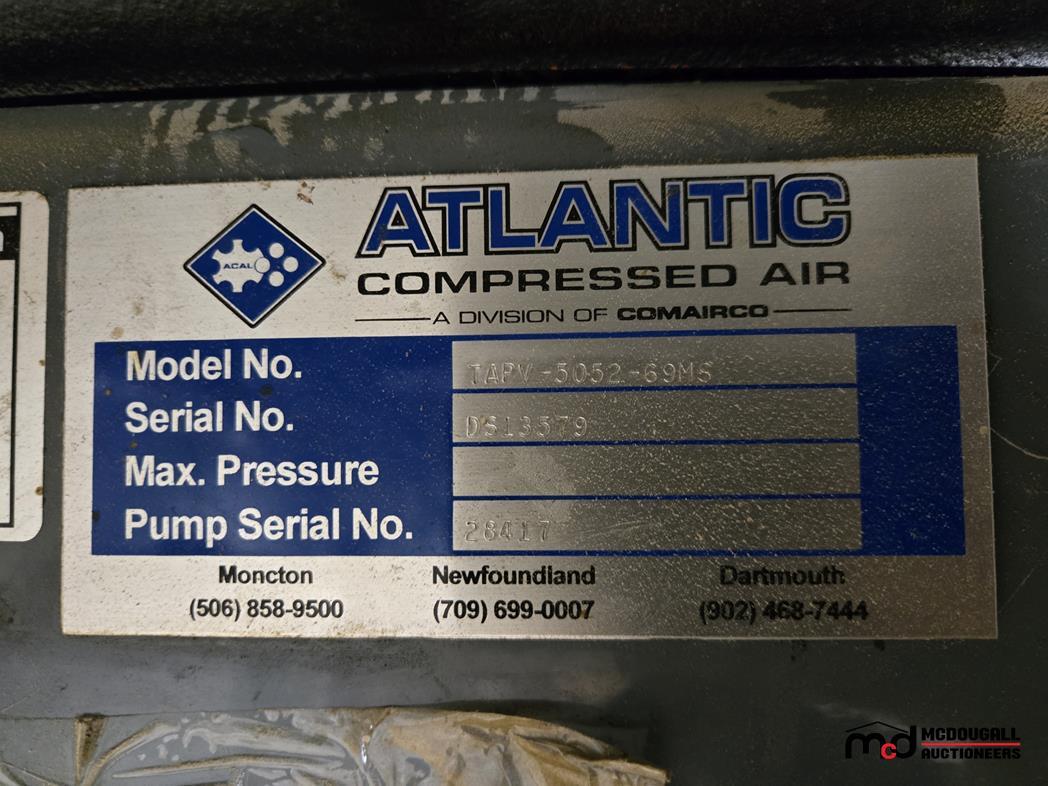 ACAL
ATLANTIC
COMPRESSED AIR
A DIVISION OF COMAIRCO
Model No. TAPV-5052-69MS
Serial No. DS13579
Max. Pressure
Pump Serial No. 28417
Moncton Newfoundland Dartmouth
(506) 858-9500 (709) 699-0007 (902) 468-7444
mcd MCDOUGALL
AUCTIONEERS